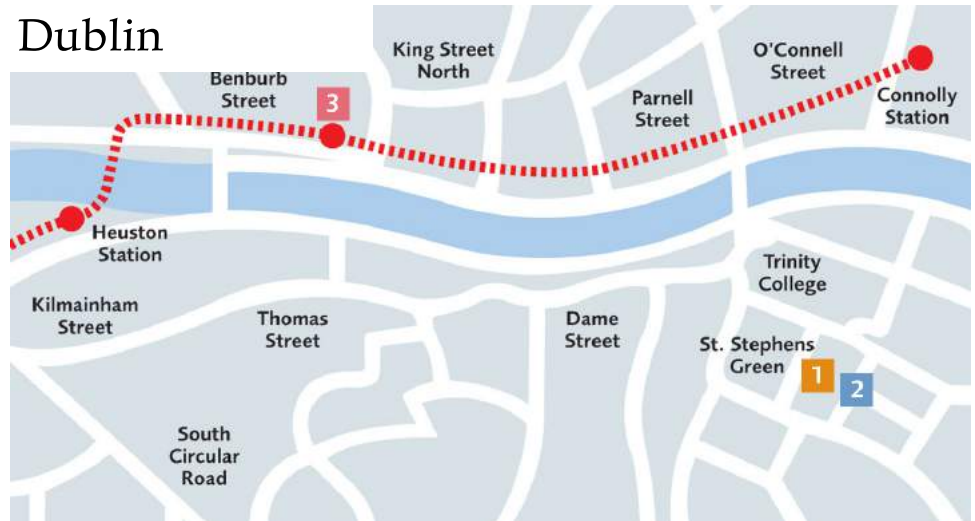 Dublin
King Street
North
O'Connell
Street
Benburb
Street
3
Parnell
Street
Connolly
Station
Heuston
Station
Trinity
College
Kilmainham
Street
Thomas
Street
Dame
Street
St. Stephens
Green
1
2
South
Circular
Road